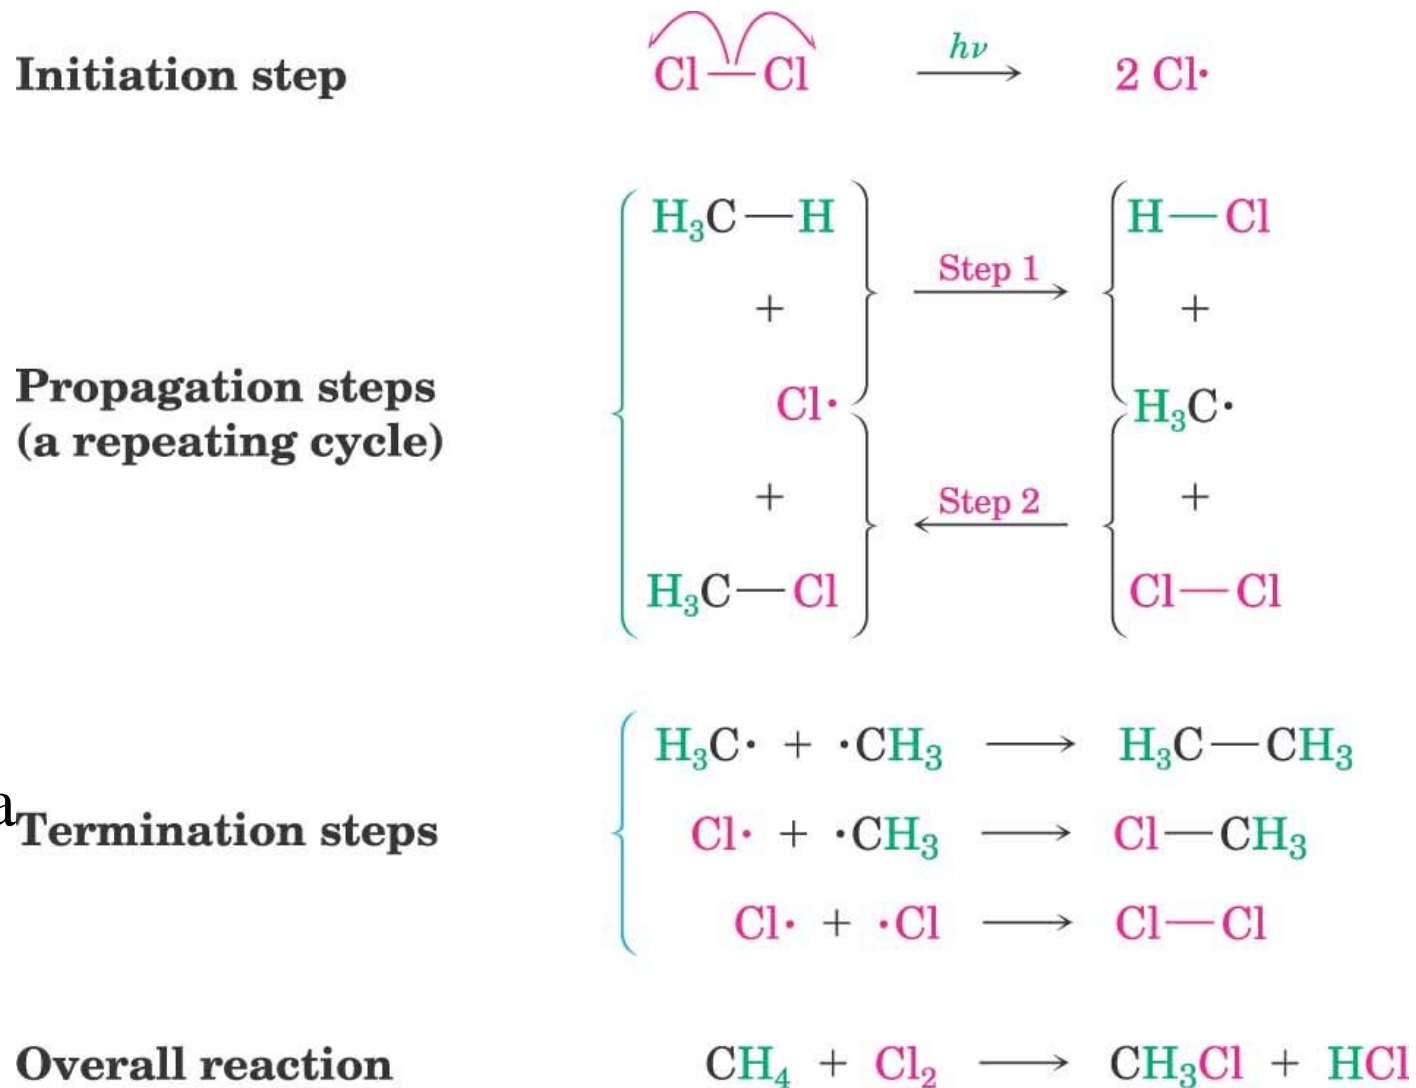 Initiation step Cl—Cl hν 2 Cl·
H₃C—H H—Cl
Step 1
+ +
Propagation steps
(a repeating cycle)
Cl· H₃C·
+ Step 2 +
H₃C—Cl Cl—Cl
H₃C· + ·CH₃ ⟶ H₃C—CH₃
a
Termination steps Cl· + ·CH₃ ⟶ Cl—CH₃
Cl· + ·Cl ⟶ Cl—Cl
Overall reaction CH₄ + Cl₂ ⟶ CH₃Cl + HCl